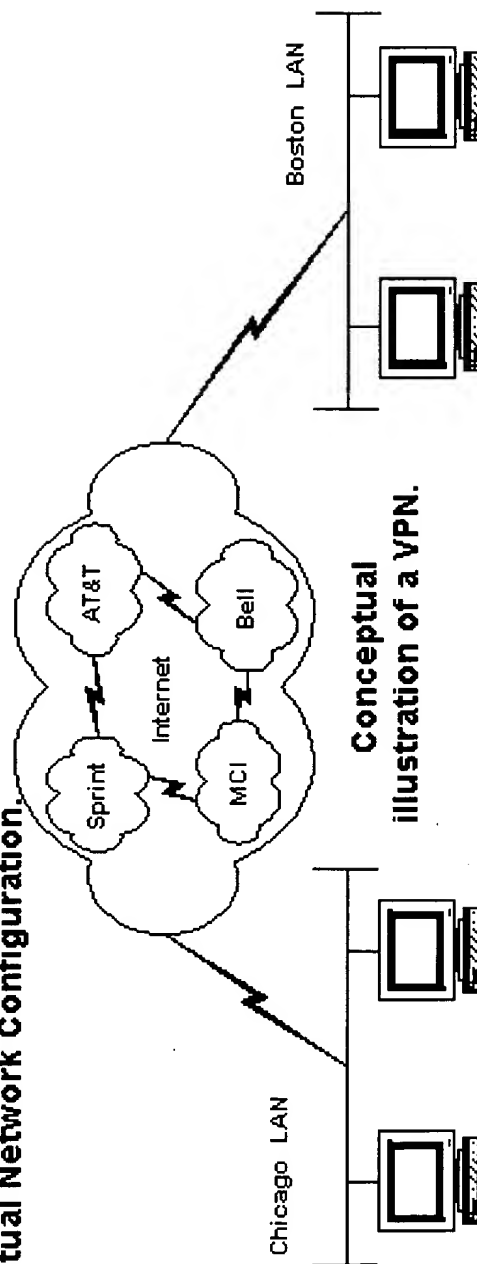 tual Network Configuration.
Sprint
AT&T
Internet
MCI
Bell
Chicago LAN
Boston LAN
Conceptual
illustration of a VPN.